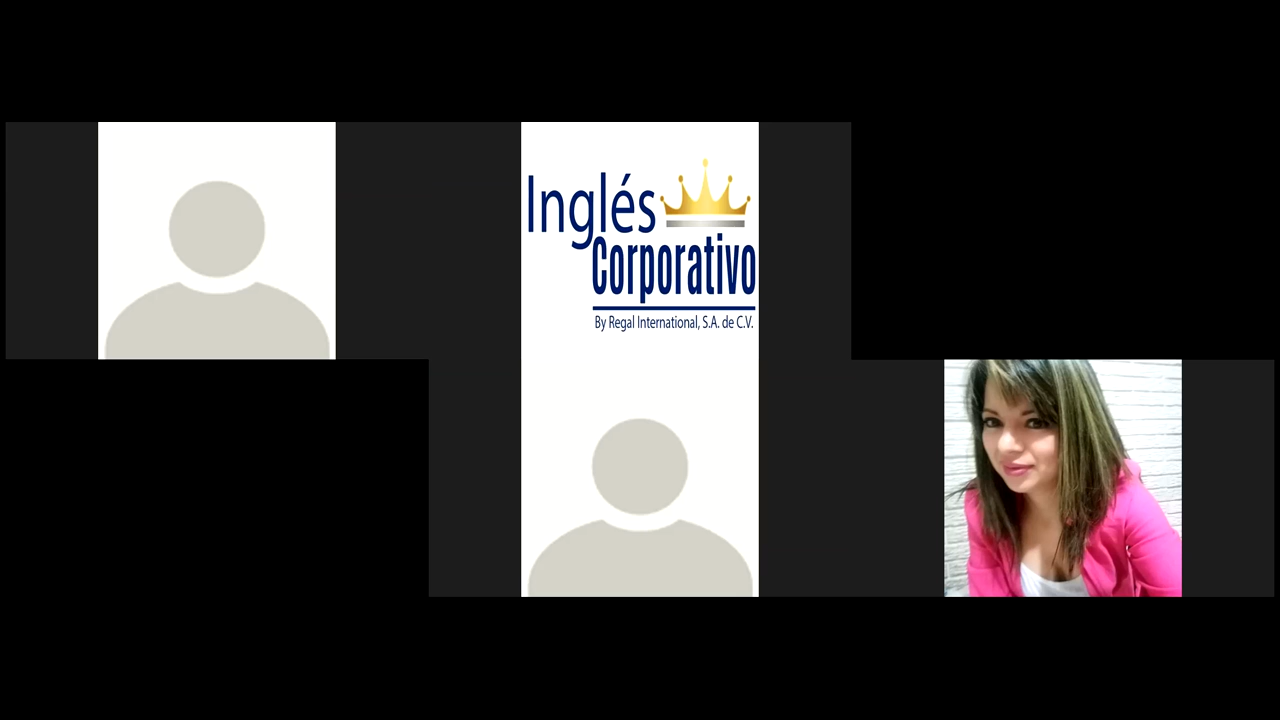 Inglés
Corporativo
By Regal International, S.A. de C.V.